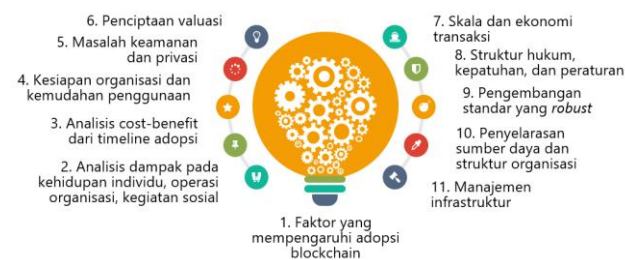 6. Penciptaan valuasi
5. Masalah keamanan
dan privasi
4. Kesiapan organisasi dan
kemudahan penggunaan
3. Analisis cost-benefit
dari timeline adopsi
2. Analisis dampak pada
kehidupan individu, operasi
organisasi, kegiatan sosial
1. Faktor yang
mempengaruhi adopsi
blockchain
7. Skala dan ekonomi
transaksi
8. Struktur hukum,
kepatuhan, dan peraturan
9. Pengembangan
standar yang robust
10. Penyelarasan
sumber daya dan
struktur organisasi
11. Manajemen
infrastruktur